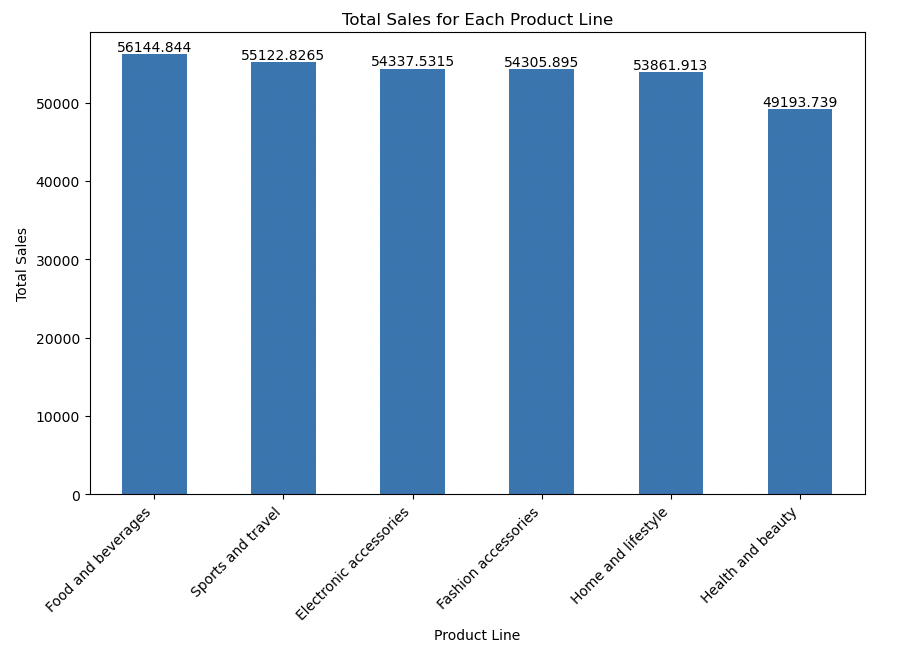 Total Sales for Each Product Line
56144.844
55122.8265
54337.5315
54305.895
53861.913
49193.739
50000
40000
30000
20000
10000
0
Total Sales
Food and beverages
Sports and travel
Electronic accessories
Fashion accessories
Home and lifestyle
Health and beauty
Product Line